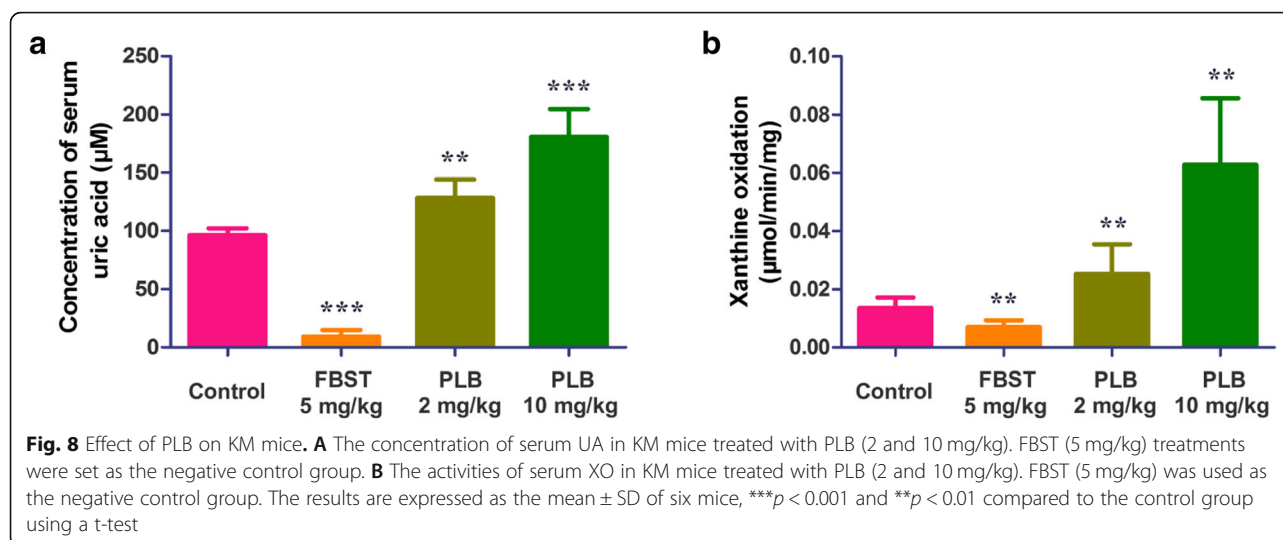 a
250
200
150
100
50
0
Concentration of serum
uric acid (µM)
***
**
***
Control
FBST
5 mg/kg
PLB
2 mg/kg
PLB
10 mg/kg
b
0.10
0.08
0.06
0.04
0.02
0.00
Xanthine oxidation
(µmol/min/mg)
**
**
**
Control
FBST
5 mg/kg
PLB
2 mg/kg
PLB
10 mg/kg
Fig. 8 Effect of PLB on KM mice. A The concentration of serum UA in KM mice treated with PLB (2 and 10 mg/kg). FBST (5 mg/kg) treatments
were set as the negative control group. B The activities of serum XO in KM mice treated with PLB (2 and 10 mg/kg). FBST (5 mg/kg) was used as
the negative control group. The results are expressed as the mean ± SD of six mice, ***p < 0.001 and **p < 0.01 compared to the control group
using a t-test